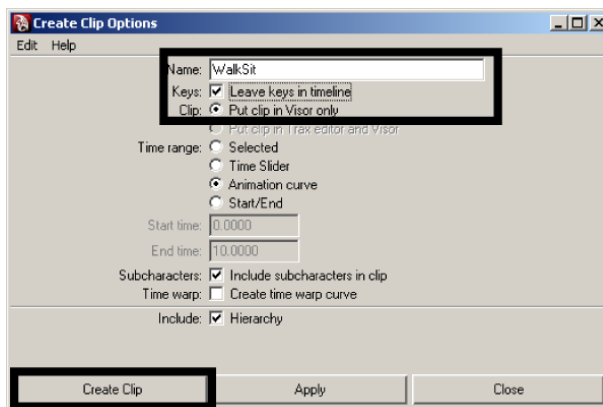 Create Clip Options
Edit Help
Name: WalkSit
Keys: Leave keys in timeline
Clip: Put clip in Visor only
Put clip in Trax editor and Visor
Time range: Selected
Time Slider
Animation curve
Start/End
Start time: 0.0000
End time: 10.0000
Subcharacters: Include subcharacters in clip
Time warp: Create time warp curve
Include: Hierarchy
Create Clip Apply Close